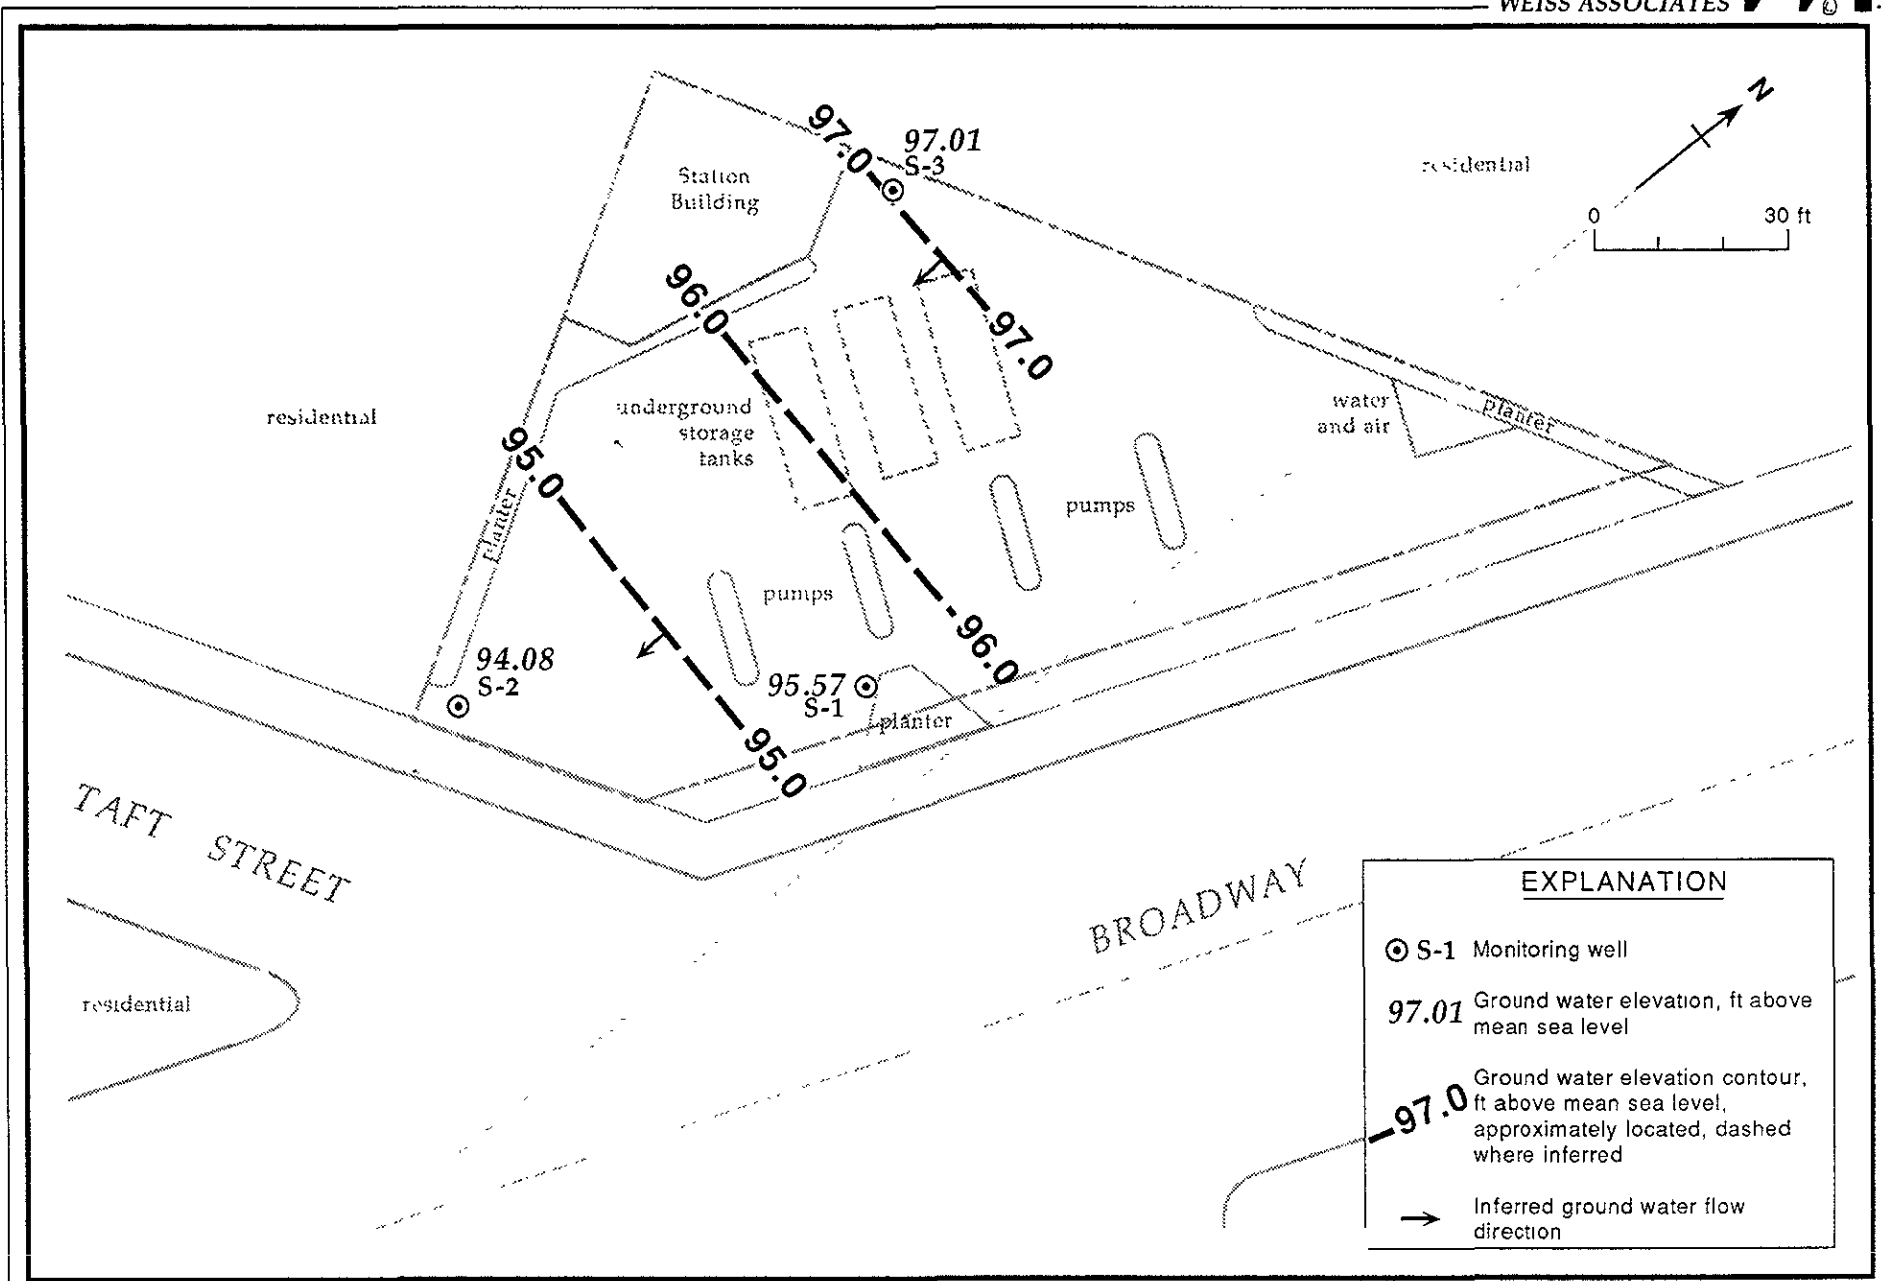 WEISS ASSOCIATES
N
97.0
97.01
S-3
residential
0 30 ft
Station
Building
96.0
97.0
residential
underground
storage
tanks
water
and air
planter
95.0
planter
pumps
pumps
96.0
94.08
S-2
95.57
S-1
planter
95.0
TAFT STREET
BROADWAY
residential
EXPLANATION
S-1 Monitoring well
97.01 Ground water elevation, ft above
mean sea level
97.0 Ground water elevation contour,
ft above mean sea level,
approximately located, dashed
where inferred
Inferred ground water flow
direction